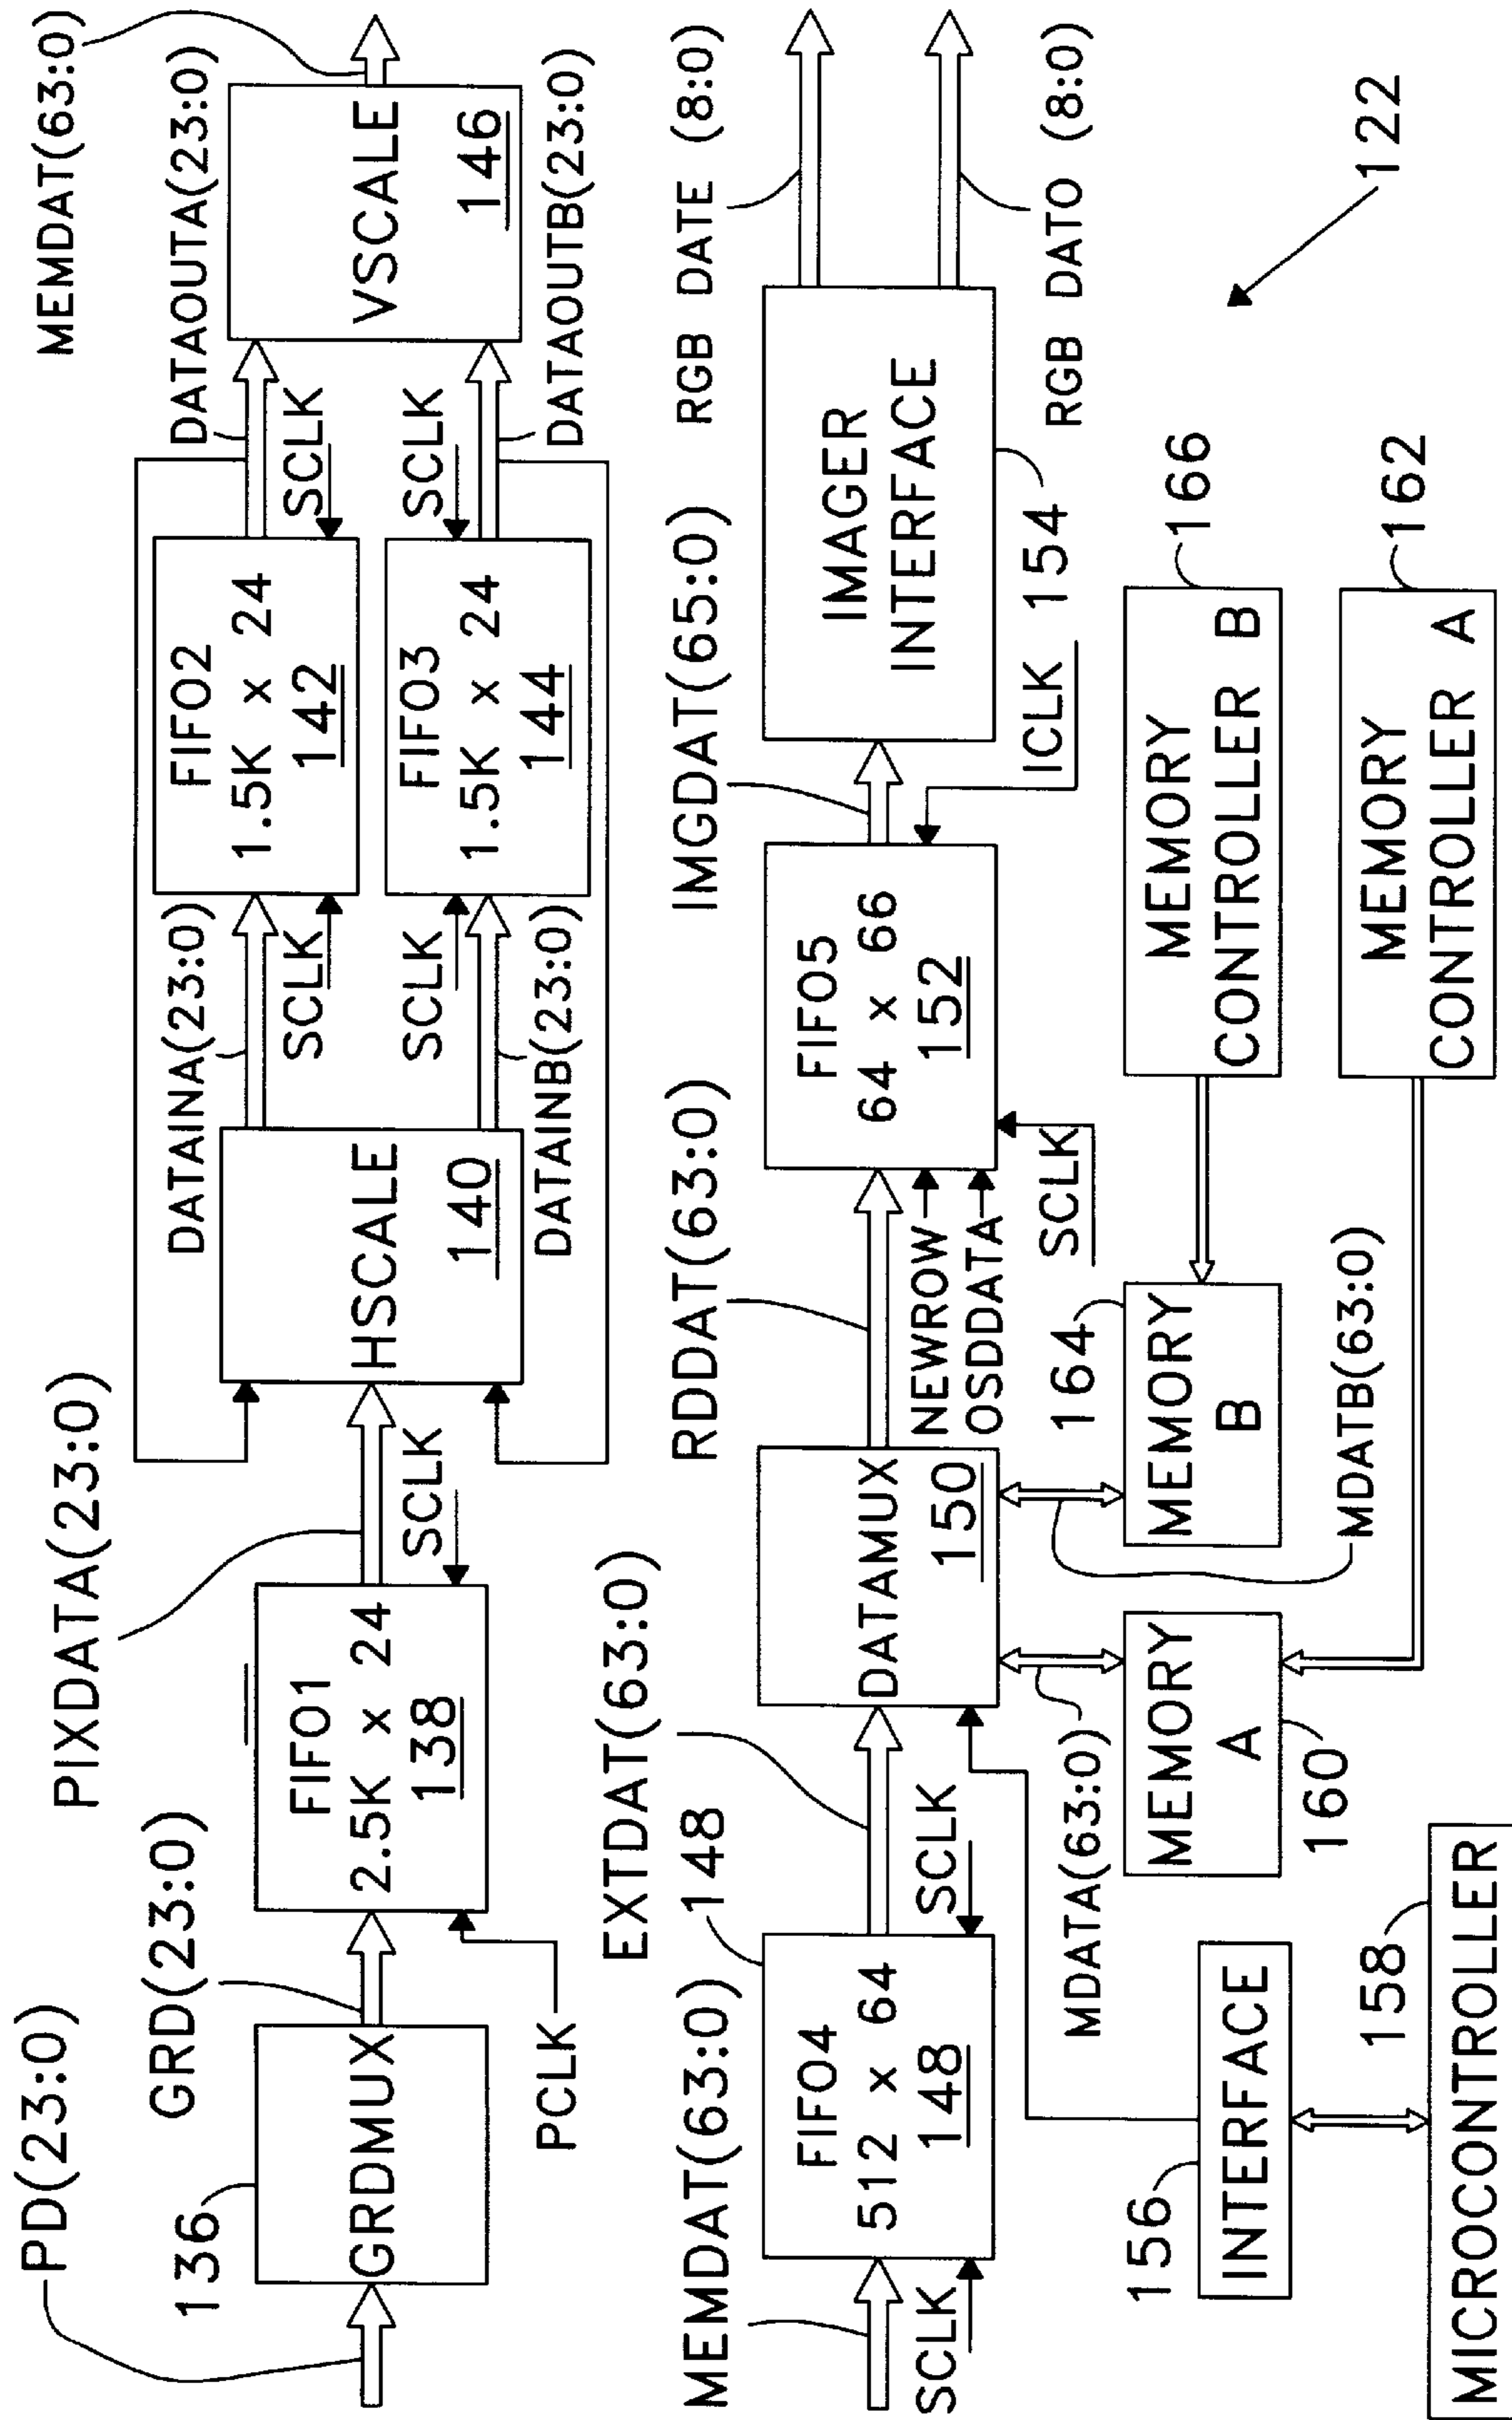 PD(23:0)
136
GRDMUX
GRD(23:0)
PCLK
FIFO1
2.5K x 24
138
PIXDATA(23:0)
SCLK
HSCALE
140
DATAINA(23:0)
SCLK
SCLK
DATAINB(23:0)
FIFO2
1.5K x 24
142
FIFO3
1.5K x 24
144
DATAOUTA(23:0)
SCLK
SCLK
DATAOUTB(23:0)
VSCALE
146
MEMDAT(63:0)
MEMDAT(63:0)
SCLK
FIFO4
512 x 64
148
148
EXTDAT(63:0)
SCLK
DATAMUX
150
RDDAT(63:0)
NEWROW
OSDDATA
SCLK
FIFO5
64 x 66
152
IMGDAT(65:0)
ICLK
IMAGER
INTERFACE
154
RGB DATE (8:0)
RGB DATO (8:0)
156
INTERFACE
158
MICROCONTROLLER
MDATA(63:0)
MEMORY
A
160
164
MEMORY
B
MDATB(63:0)
MEMORY
CONTROLLER B
166
MEMORY
CONTROLLER A
162
122